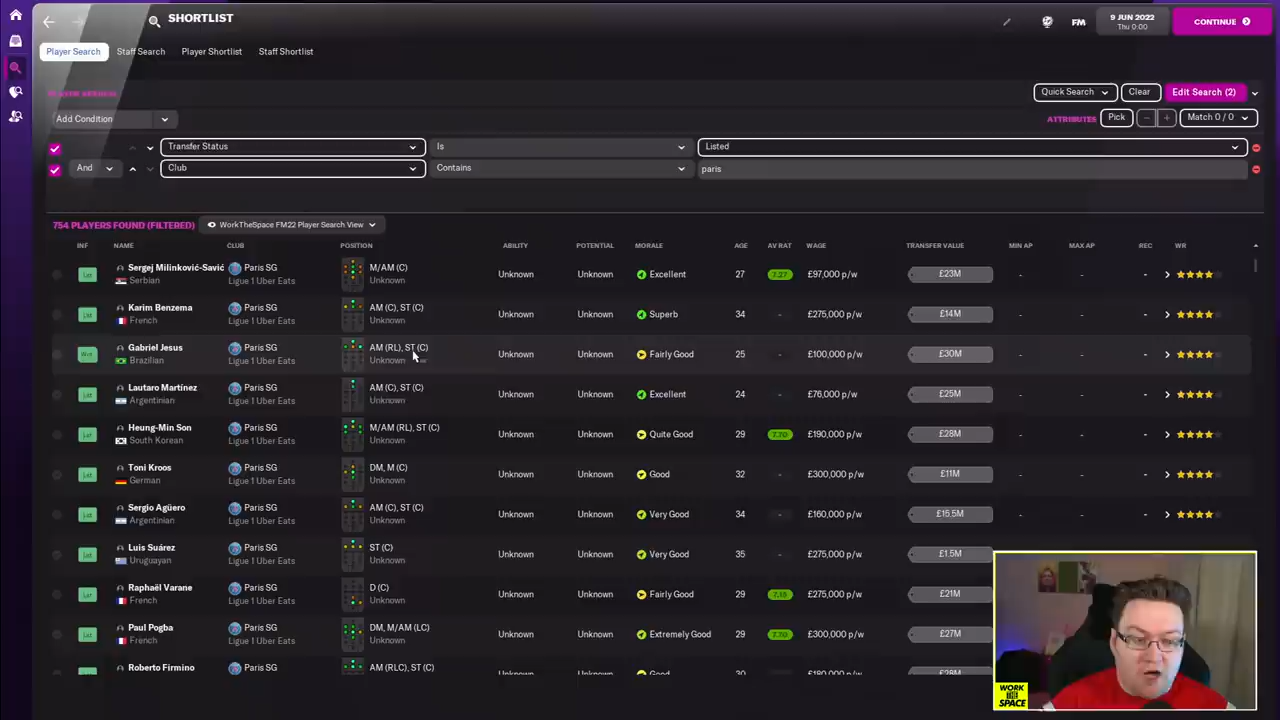 SHORTLIST
FM
9 JUN 2022
Thu 0:00
CONTINUE
Player Search
Staff Search
Player Shortlist
Staff Shortlist
Quick Search
Clear
Edit Search (2)
Add Condition
ATTRIBUTES
Pick
Match 0 / 0
Transfer Status
Is
Listed
And
Club
Contains
paris
754 PLAYERS FOUND (FILTERED)
WorkTheSpace FM22 Player Search View
INF NAME CLUB POSITION ABILITY POTENTIAL MORALE AGE AV RAT WAGE TRANSFER VALUE MIN AP MAX AP REC WR
Lst Sergej Milinković-Savić Paris SG M/AM (C) Unknown Unknown Excellent 27 7.27 £97,000 p/w £23M - - -
Serbian Ligue 1 Uber Eats Unknown
Lst Karim Benzema Paris SG AM (C), ST (C) Unknown Unknown Superb 34 - £275,000 p/w £14M - - -
French Ligue 1 Uber Eats Unknown
Wnt Gabriel Jesus Paris SG AM (RL), ST (C) Unknown Unknown Fairly Good 25 - £100,000 p/w £30M - - -
Brazilian Ligue 1 Uber Eats Unknown
Lst Lautaro Martínez Paris SG AM (C), ST (C) Unknown Unknown Excellent 24 - £76,000 p/w £25M - - -
Argentinian Ligue 1 Uber Eats Unknown
Lst Heung-Min Son Paris SG M/AM (RL), ST (C) Unknown Unknown Quite Good 29 7.70 £190,000 p/w £28M - - -
South Korean Ligue 1 Uber Eats Unknown
Lst Toni Kroos Paris SG DM, M (C) Unknown Unknown Good 32 - £300,000 p/w £11M - - -
German Ligue 1 Uber Eats Unknown
Lst Sergio Agüero Paris SG AM (C), ST (C) Unknown Unknown Very Good 34 - £160,000 p/w £15.5M - - -
Argentinian Ligue 1 Uber Eats Unknown
Lst Luis Suárez Paris SG ST (C) Unknown Unknown Very Good 35 - £275,000 p/w £1.5M
Uruguayan Ligue 1 Uber Eats Unknown
Lst Raphaël Varane Paris SG D (C) Unknown Unknown Fairly Good 29 7.15 £275,000 p/w £21M
French Ligue 1 Uber Eats Unknown
Lst Paul Pogba Paris SG DM, M/AM (LC) Unknown Unknown Extremely Good 29 7.70 £300,000 p/w £27M
French Ligue 1 Uber Eats Unknown
Roberto Firmino Paris SG AM (RLC), ST (C)
WORK
THE
SPACE